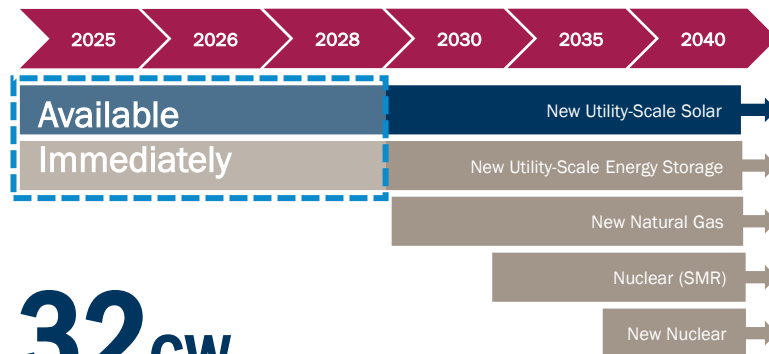 2025 2026 2028 2030 2035 2040
Available
Immediately
New Utility-Scale Solar
New Utility-Scale Energy Storage
New Natural Gas
Nuclear (SMR)
New Nuclear
32 GW